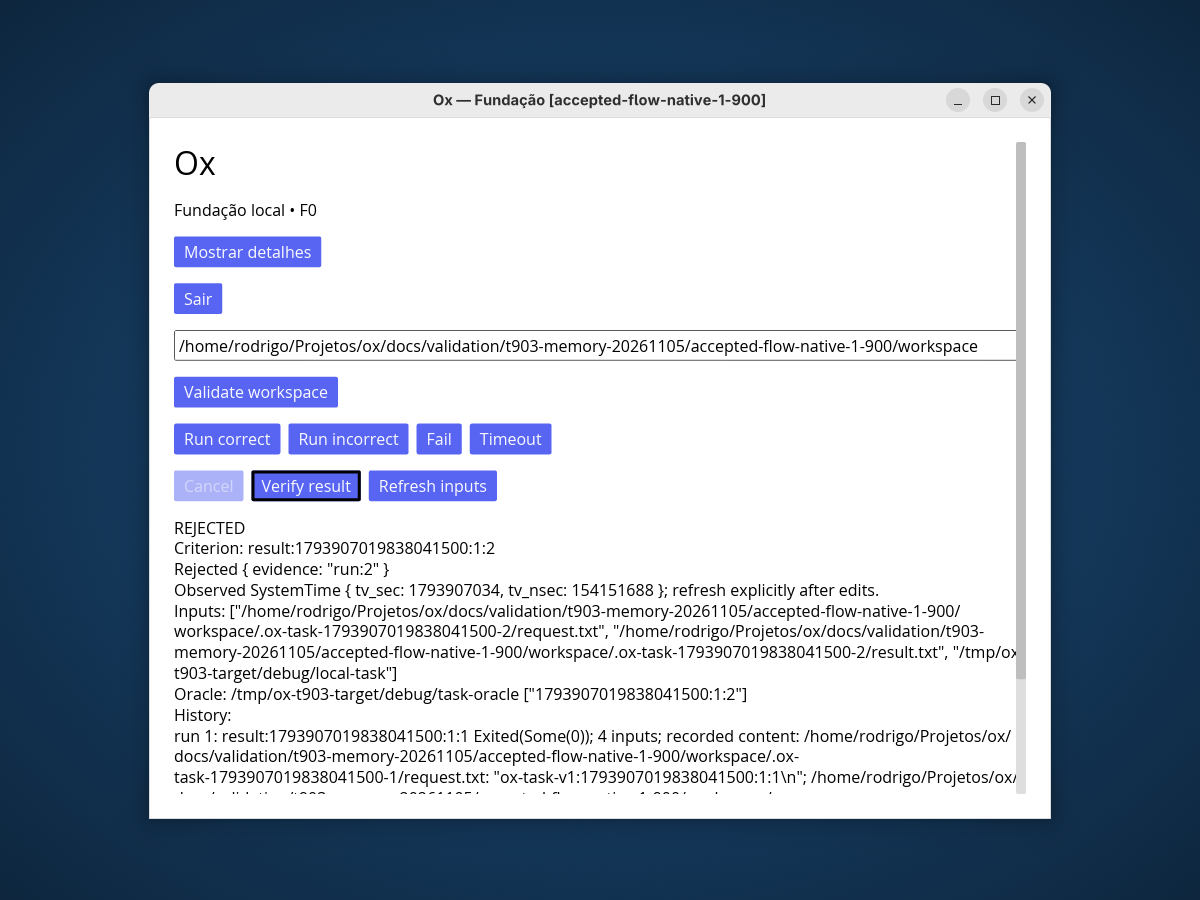 Ox — Fundação [accepted-flow-native-1-900]
Ox
Fundação local • F0
Mostrar detalhes
Sair
/home/rodrigo/Projetos/ox/docs/validation/t903-memory-20261105/accepted-flow-native-1-900/workspace
Validate workspace
Run correct Run incorrect Fail Timeout
Cancel Verify result Refresh inputs
REJECTED
Criterion: result:1793907019838041500:1:2
Rejected { evidence: "run:2" }
Observed SystemTime { tv_sec: 1793907034, tv_nsec: 154151688 }; refresh explicitly after edits.
Inputs: ["/home/rodrigo/Projetos/ox/docs/validation/t903-memory-20261105/accepted-flow-native-1-900/
workspace/.ox-task-1793907019838041500-2/request.txt", "/home/rodrigo/Projetos/ox/docs/validation/t903-
memory-20261105/accepted-flow-native-1-900/workspace/.ox-task-1793907019838041500-2/result.txt", "/tmp/ox
t903-target/debug/local-task"]
Oracle: /tmp/ox-t903-target/debug/task-oracle ["1793907019838041500:1:2"]
History:
run 1: result:1793907019838041500:1:1 Exited(Some(0)); 4 inputs; recorded content: /home/rodrigo/Projetos/ox/
docs/validation/t903-memory-20261105/accepted-flow-native-1-900/workspace/.ox-
task-1793907019838041500-1/request.txt: "ox-task-v1:1793907019838041500:1:1\n"; /home/rodrigo/Projetos/ox/